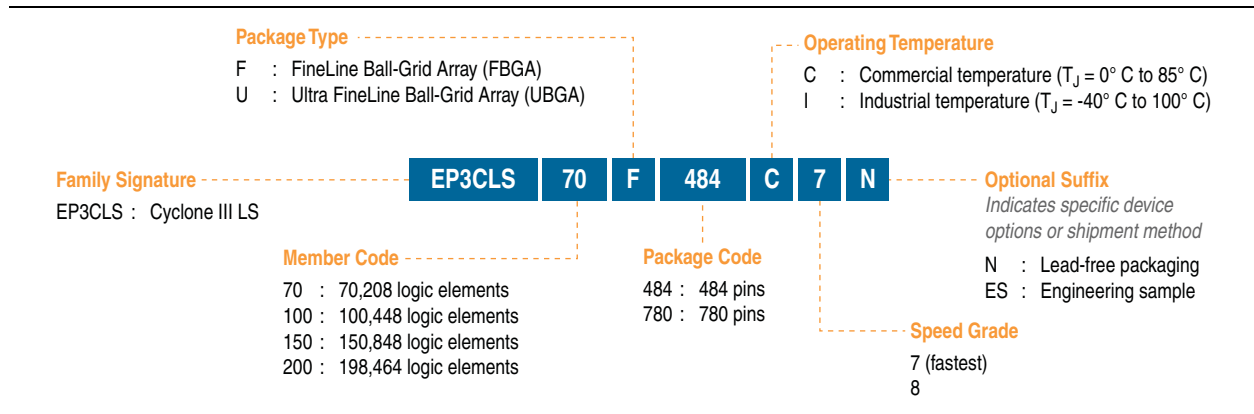 Package Type
F : FineLine Ball-Grid Array (FBGA)
U : Ultra FineLine Ball-Grid Array (UBGA)
Operating Temperature
C : Commercial temperature (TJ = 0° C to 85° C)
I : Industrial temperature (TJ = -40° C to 100° C)
Family Signature
EP3CLS : Cyclone III LS
EP3CLS 70 F 484 C 7 N
Optional Suffix
Indicates specific device
options or shipment method
N : Lead-free packaging
ES : Engineering sample
Member Code
70 : 70,208 logic elements
100 : 100,448 logic elements
150 : 150,848 logic elements
200 : 198,464 logic elements
Package Code
484 : 484 pins
780 : 780 pins
Speed Grade
7 (fastest)
8